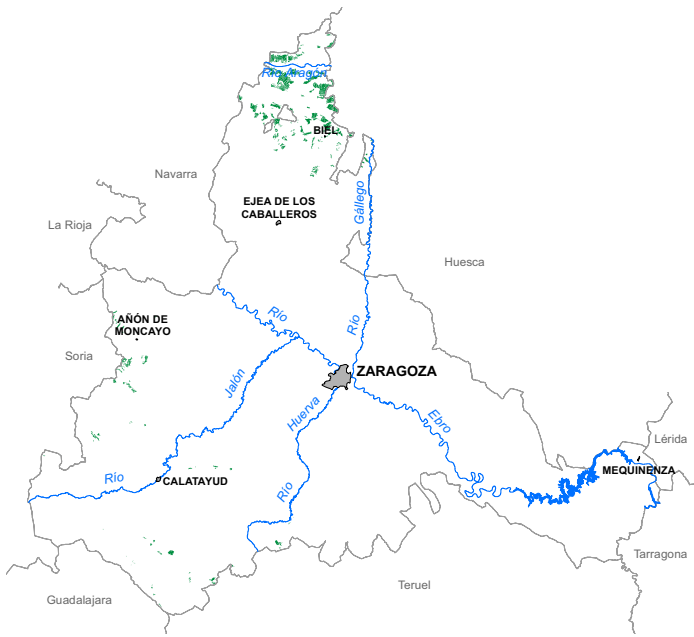 Río Aragón
BIEL
Navarra
Gállego
EJEA DE LOS
CABALLEROS
La Rioja
Huesca
Río
AÑÓN DE
MONCAYO
Río
Soria
ZARAGOZA
Jalón
Huerva
Ebro
Lérida
MEQUINENZA
Río
CALATAYUD
Río
Tarragona
Teruel
Guadalajara